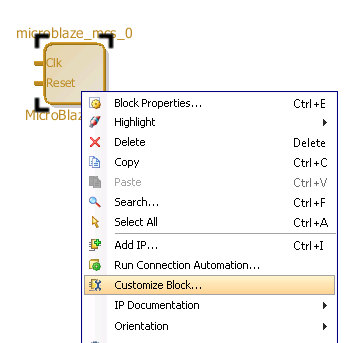 microblaze_mcs_0
Clk
Reset
MicroBlaz
Block Properties... Ctrl+E
Highlight
Delete Delete
Copy Ctrl+C
Paste Ctrl+V
Search... Ctrl+F
Select All Ctrl+A
Add IP... Ctrl+I
Run Connection Automation...
Customize Block...
IP Documentation
Orientation